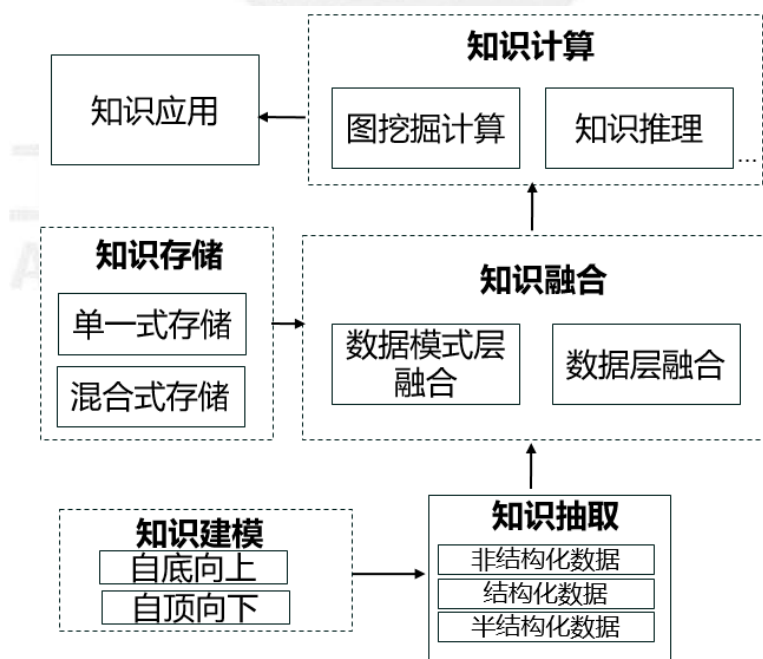 知识计算
知识应用
图挖掘计算
知识推理
...
知识存储
单一式存储
混合式存储
知识融合
数据模式层
融合
数据层融合
知识建模
自底向上
自顶向下
知识抽取
非结构化数据
结构化数据
半结构化数据